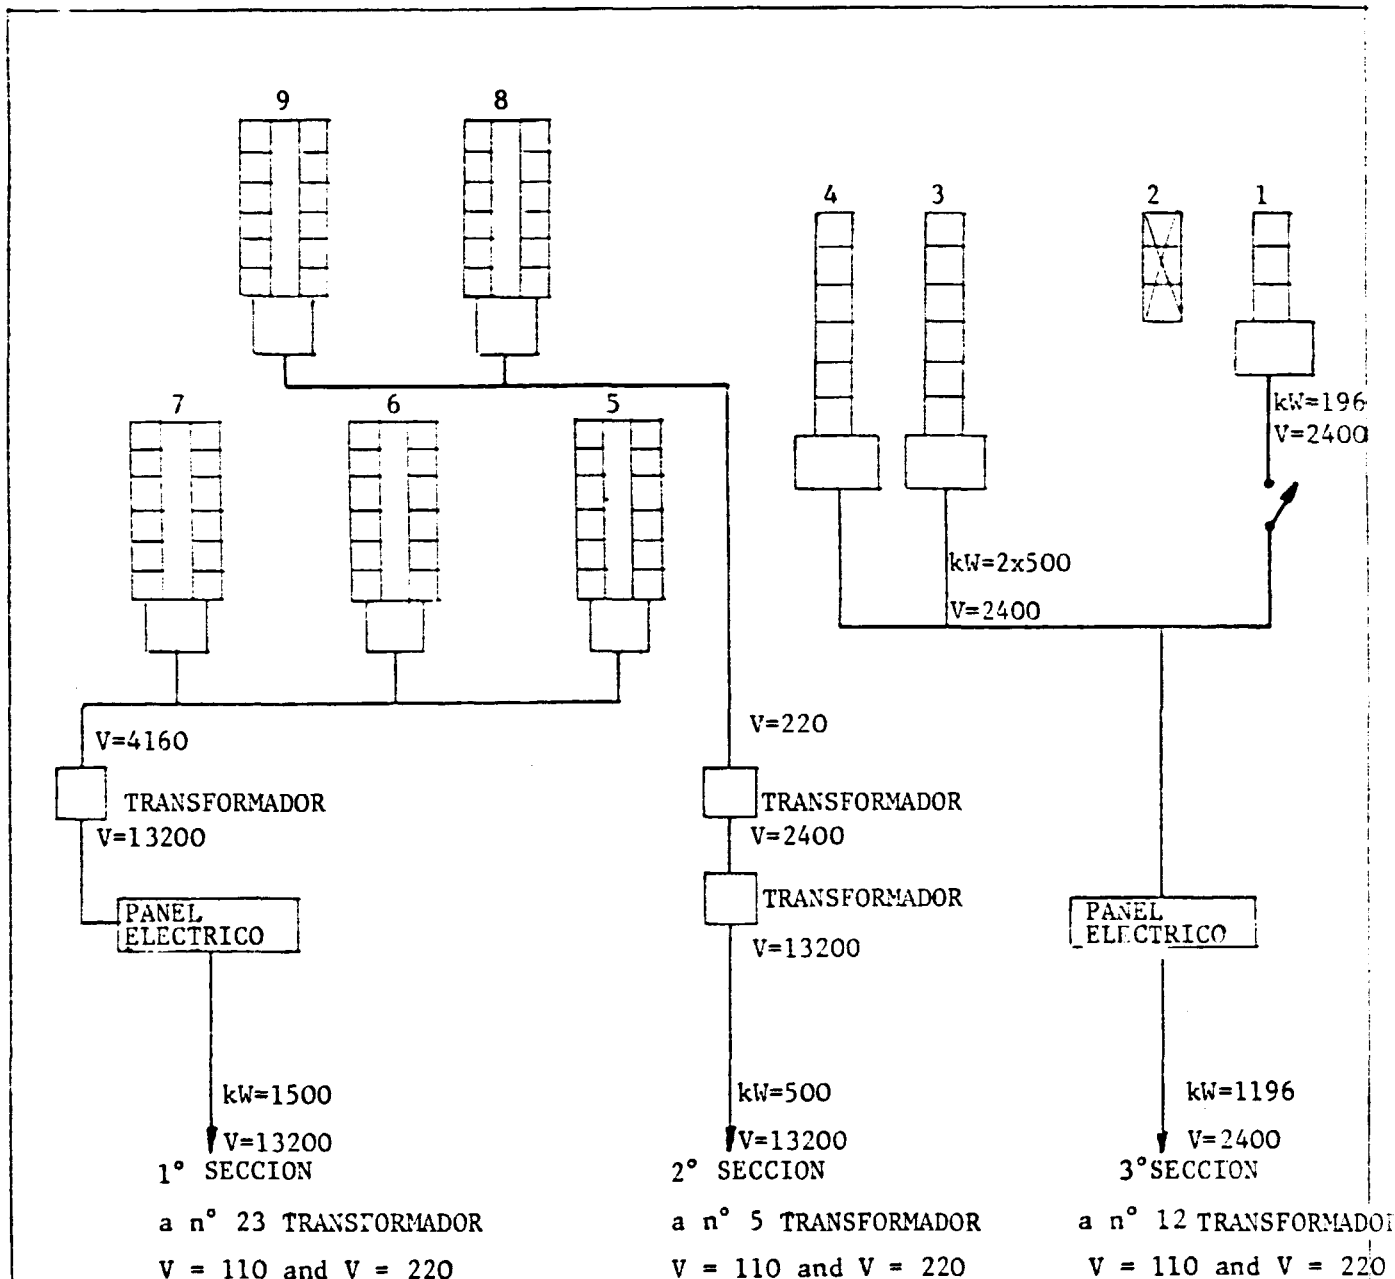 9
8
4
3
2
1
kW=196
V=2400
7
6
5
kW=2x500
V=2400
V=4160
TRANSFORMADOR
V=13200
PANEL
ELECTRICO
V=220
TRANSFORMADOR
V=2400
TRANSFORMADOR
V=13200
PANEL
ELECTRICO
kW=1500
V=13200
1° SECCION
a n° 23 TRANSFORMADOR
V = 110 and V = 220
kW=500
V=13200
2° SECCION
a n° 5 TRANSFORMADOR
V = 110 and V = 220
kW=1196
V=2400
3° SECCION
a n° 12 TRANSFORMADOR
V = 110 and V = 220